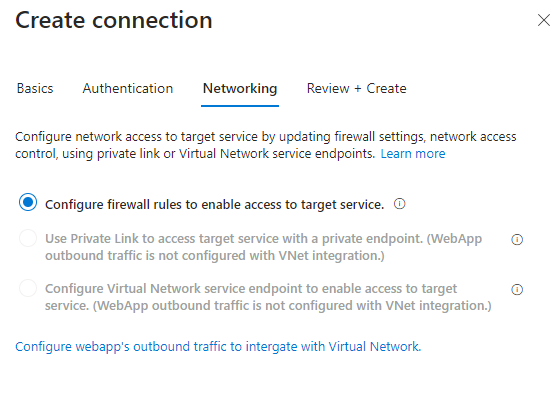 Create connection
Basics Authentication Networking Review + Create
Configure network access to target service by updating firewall settings, network access
control, using private link or Virtual Network service endpoints. Learn more
Configure firewall rules to enable access to target service.
Use Private Link to access target service with a private endpoint. (WebApp
outbound traffic is not configured with VNet integration.)
Configure Virtual Network service endpoint to enable access to target
service. (WebApp outbound traffic is not configured with VNet integration.)
Configure webapp's outbound traffic to intergate with Virtual Network.